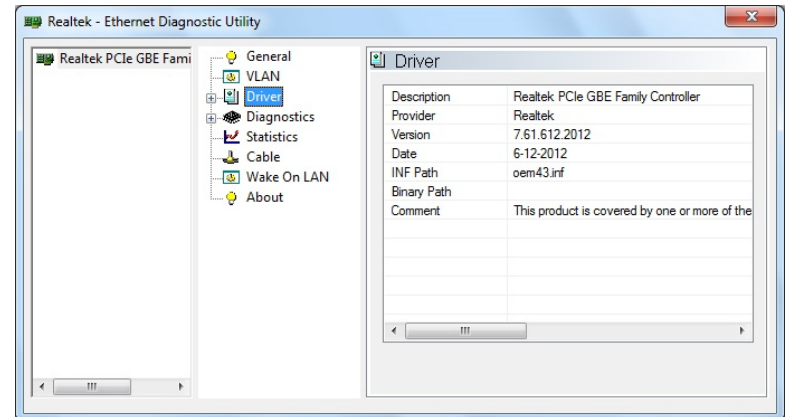 Realtek - Ethernet Diagnostic Utility
Realtek PCIe GBE Fami
General
VLAN
Driver
Diagnostics
Statistics
Cable
Wake On LAN
About
Driver
Description Realtek PCIe GBE Family Controller
Provider Realtek
Version 7.61.612.2012
Date 6-12-2012
INF Path oem43.inf
Binary Path
Comment This product is covered by one or more of the